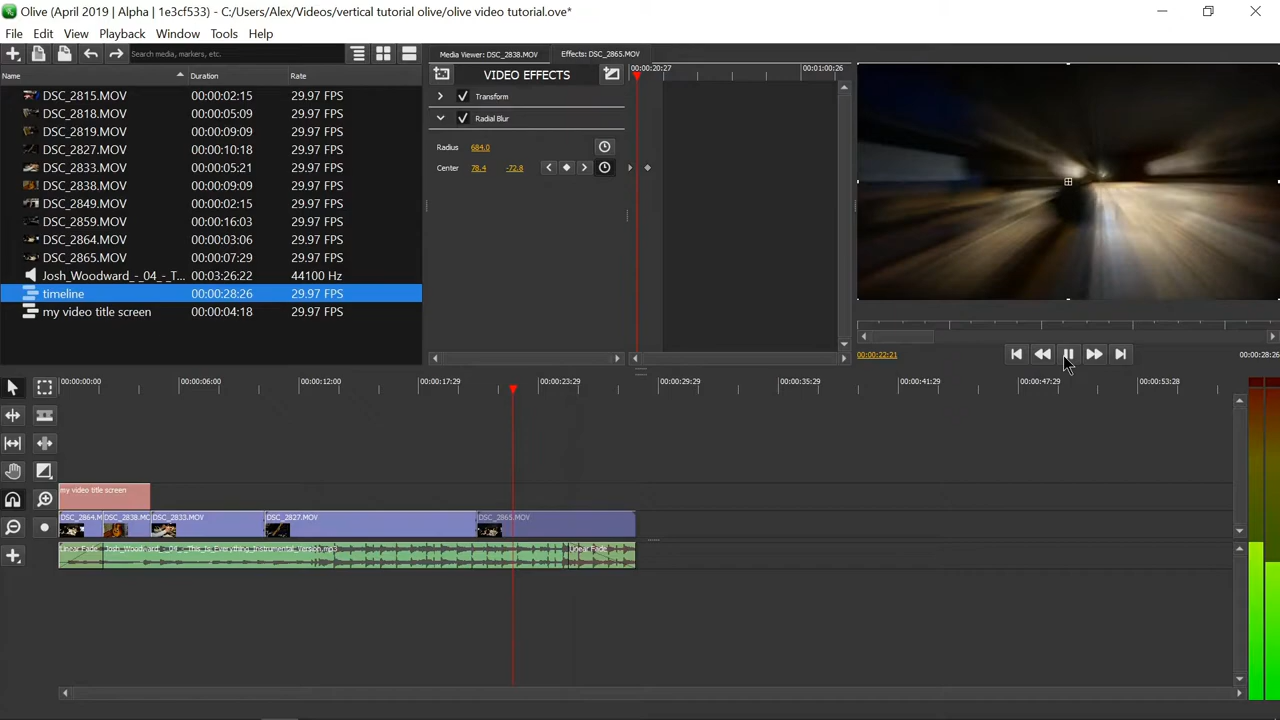 Olive (April 2019 | Alpha | 1e3cf533) - C:/Users/Alex/Videos/vertical tutorial olive/olive video tutorial.ove*
File Edit View Playback Window Tools Help
Search media, markers, etc.
Media Viewer: DSC_2838.MOV Effects: DSC_2865.MOV
Name Duration Rate
VIDEO EFFECTS
00:00:20:27 00:01:00:26
DSC_2815.MOV 00:00:02:15 29.97 FPS
DSC_2818.MOV 00:00:05:09 29.97 FPS
DSC_2819.MOV 00:00:09:09 29.97 FPS
DSC_2827.MOV 00:00:10:18 29.97 FPS
DSC_2833.MOV 00:00:05:21 29.97 FPS
DSC_2838.MOV 00:00:09:09 29.97 FPS
DSC_2849.MOV 00:00:02:15 29.97 FPS
DSC_2859.MOV 00:00:16:03 29.97 FPS
DSC_2864.MOV 00:00:03:06 29.97 FPS
DSC_2865.MOV 00:00:07:29 29.97 FPS
Josh_Woodward_-_04_-_T... 00:03:26:22 44100 Hz
timeline 00:00:28:26 29.97 FPS
my video title screen 00:00:04:18 29.97 FPS
Transform
Radial Blur
Radius 684.0
Center 78.4 -72.8
00:00:22:21 00:00:28:26
00:00:00:00 00:00:06:00 00:00:12:00 00:00:17:29 00:00:23:29 00:00:29:29 00:00:35:29 00:00:41:29 00:00:47:29 00:00:53:28
my video title screen
DSC_2864.M DSC_2838.MC DSC_2833.MOV DSC_2827.MOV DSC_2865.MOV
Linear Fade Josh_Woodward_-_04_-_This_Is_Everything_Instrumental_Version.mp3 Linear Fade